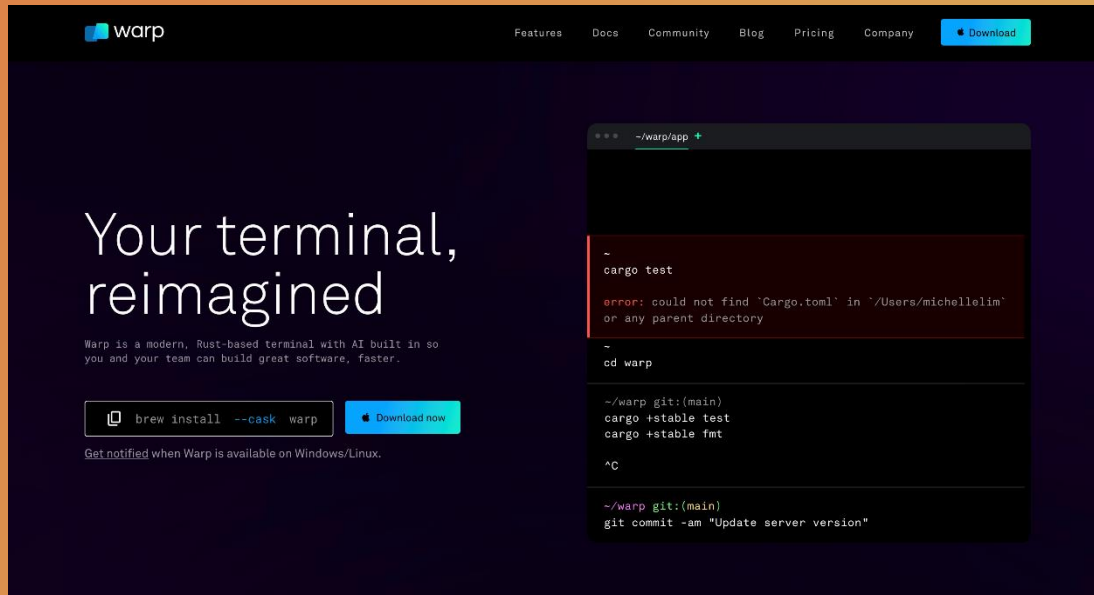 warp
Features Docs Community Blog Pricing Company Download
~/warp/app +
Your terminal,
reimagined
Warp is a modern, Rust-based terminal with AI built in so
you and your team can build great software, faster.
brew install --cask warp
Download now
Get notified when Warp is available on Windows/Linux.
~
cargo test
error: could not find `Cargo.toml` in `/Users/michellelim`
or any parent directory
~
cd warp
~/warp git:(main)
cargo +stable test
cargo +stable fmt
^C
~/warp git:(main)
git commit -am "Update server version"